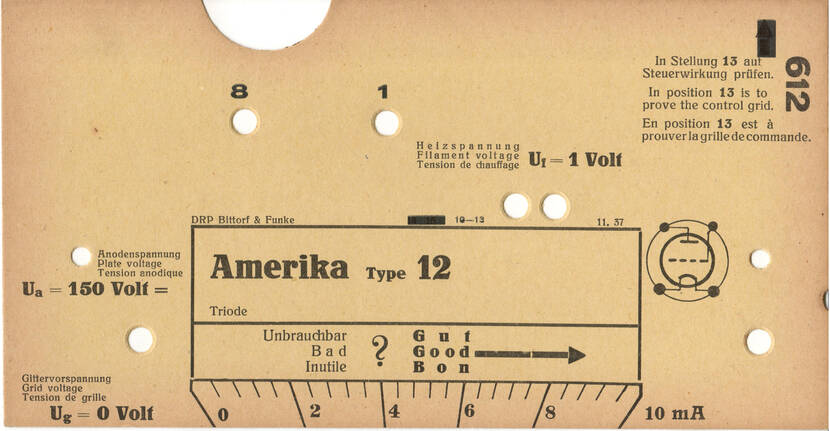 In Stellung 13 auf
Steuerwirkung prüfen.
In position 13 is to
prove the control grid.
En position 13 est à
prouver la grille de commande.
612
8 1
Heizspannung
Filament voltage
Tension de chauffage
Uf = 1 Volt
DRP Bittorf & Funke 10—13 11. 37
Anodenspannung
Plate voltage
Tension anodique
Ua = 150 Volt =
Amerika Type 12
Triode
Unbrauchbar ? Gut
Bad Good
Inutile Bon
Gittervorspannung
Grid voltage
Tension de grille
Ug = 0 Volt
0 2 4 6 8 10 mA